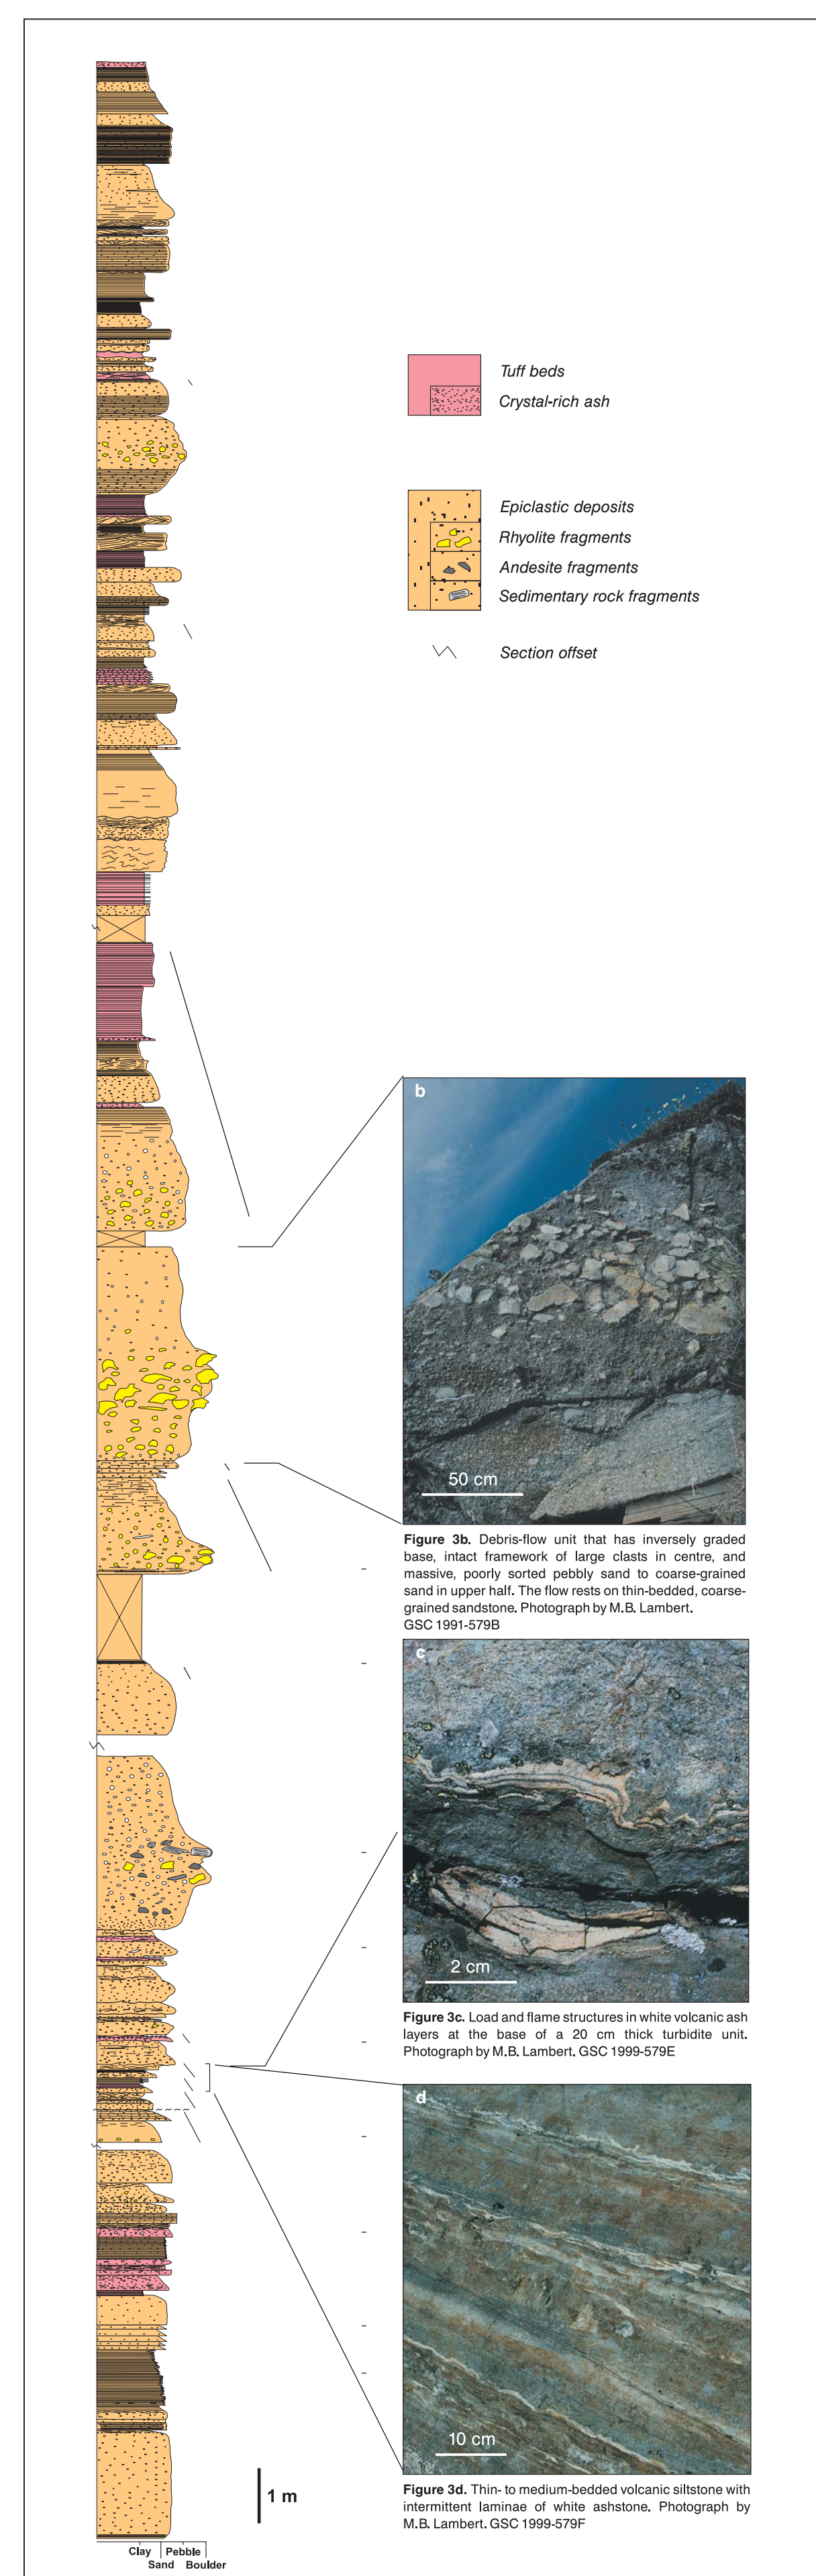 Tuff beds
Crystal-rich ash
Epiclastic deposits
Rhyolite fragments
Andesite fragments
Sedimentary rock fragments
Section offset
b
50 cm
Figure 3b. Debris-flow unit that has inversely graded
base, intact framework of large clasts in centre, and
massive, poorly sorted pebbly sand to coarse-grained
sand in upper half. The flow rests on thin-bedded, coarse-
grained sandstone. Photograph by M.B. Lambert.
GSC 1991-579B
c
2 cm
Figure 3c. Load and flame structures in white volcanic ash
layers at the base of a 20 cm thick turbidite unit.
Photograph by M.B. Lambert. GSC 1999-579E
d
10 cm
Figure 3d. Thin- to medium-bedded volcanic siltstone with
intermittent laminae of white ashstone. Photograph by
M.B. Lambert. GSC 1999-579F
1 m
Clay Pebble
Sand Boulder